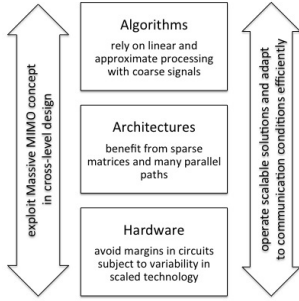 exploit Massive MIMO concept
in cross-level design
Algorithms
rely on linear and
approximate processing
with coarse signals
Architectures
benefit from sparse
matrices and many parallel
paths
Hardware
avoid margins in circuits
subject to variability in
scaled technology
operate scalable solutions and adapt
to communication conditions efficiently